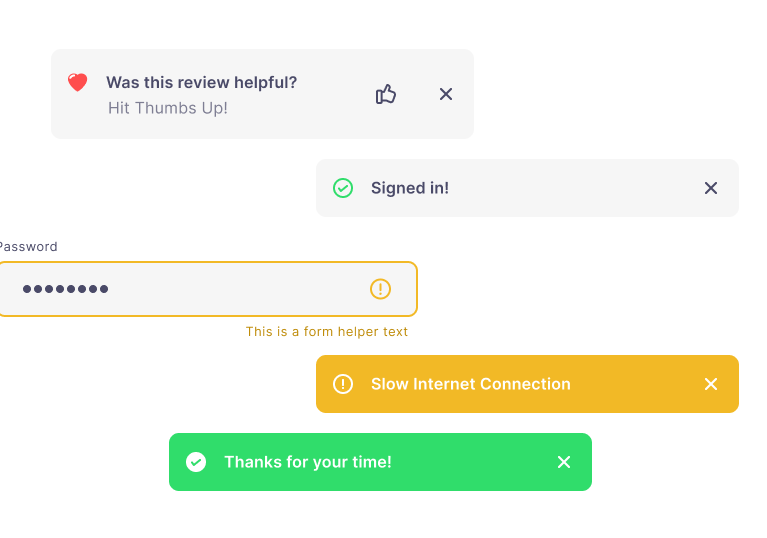 Was this review helpful?
Hit Thumbs Up!
Signed in!
Password
This is a form helper text
Slow Internet Connection
Thanks for your time!